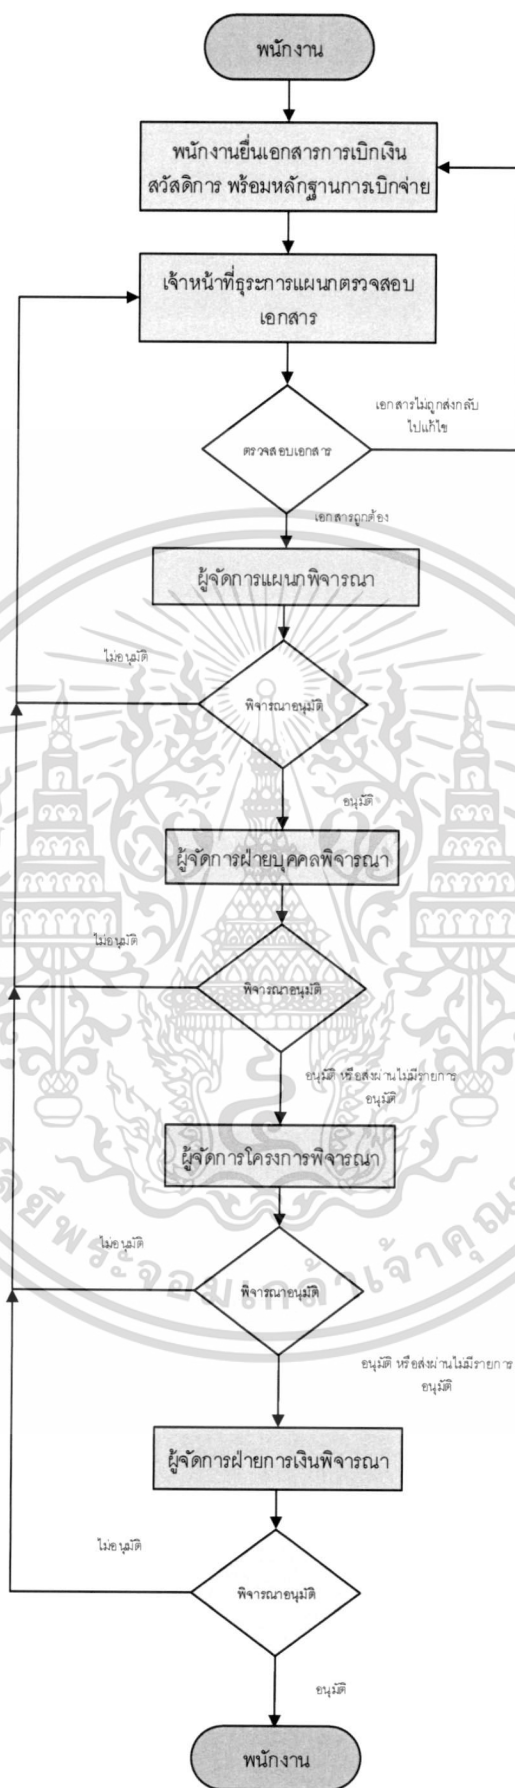 พนักงาน
พนักงานยื่นเอกสารการเบิกเงิน
สวัสดิการ พร้อมหลักฐานการเบิกจ่าย
เจ้าหน้าที่ธุระการแผนกตรวจสอบ
เอกสาร
เอกสารไม่ถูกส่งกลับ
ไปแก้ไข
ตรวจสอบเอกสาร
เอกสารถูกต้อง
ผู้จัดการแผนกพิจารณา
ไม่อนุมัติ
พิจารณาอนุมัติ
อนุมัติ
ผู้จัดการฝ่ายบุคคลพิจารณา
ไม่อนุมัติ
พิจารณาอนุมัติ
อนุมัติ หรือส่งผ่านไม่มีรายการ
อนุมัติ
ผู้จัดการโครงการพิจารณา
ไม่อนุมัติ
พิจารณาอนุมัติ
ลยีพระจอมเกล้าเจ้าคุณ
อนุมัติ หรือส่งผ่านไม่มีรายการ
อนุมัติ
ผู้จัดการฝ่ายการเงินพิจารณา
ไม่อนุมัติ
พิจารณาอนุมัติ
อนุมัติ
พนักงาน